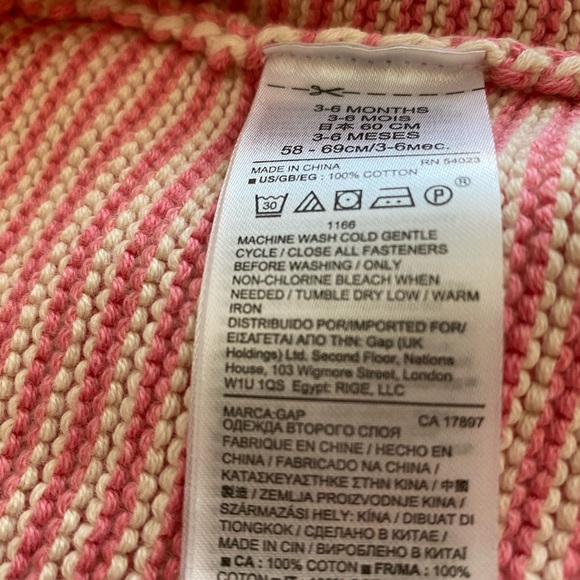 3-6 MONTHS
3-6 MOIS
日本 60 CM
3-6 MESES
58 - 69см/3-6мес.
MADE IN CHINA RN 54023
■ US/GB/EG : 100% COTTON
30 P ®
1166
MACHINE WASH COLD GENTLE
CYCLE / CLOSE ALL FASTENERS
BEFORE WASHING / ONLY
NON-CHLORINE BLEACH WHEN
NEEDED / TUMBLE DRY LOW / WARM
IRON
DISTRIBUIDO POR/IMPORTED FOR/
ΕΙΣΑΓΕΤΑΙ ΑΠΟ ΤΗΝ: Gap (UK
Holdings) Ltd. Second Floor, Nations
House, 103 Wigmore Street, London
W1U 1QS Egypt: RIGE, LLC
MARCA:GAP CA 17897
ОДЕЖДА ВТОРОГО СЛОЯ
FABRIQUE EN CHINE / HECHO EN
CHINA / FABRICADO NA CHINA /
ΚΑΤΑΣΚΕΥΑΣΤΗΚΕ ΣΤΗΝ ΚΙΝΑ / 中國
製造 / ZEMLJA PROIZVODNJE KINA /
SZÁRMAZÁSI HELY: KÍNA / DIBUAT DI
TIONGKOK / СДЕЛАНО В КИТАЕ /
MADE IN CIN / ВИРОБЛЕНО В КИТАЇ
■ CA : 100% COTTON ■ FR/MA : 100%
COTON 100%